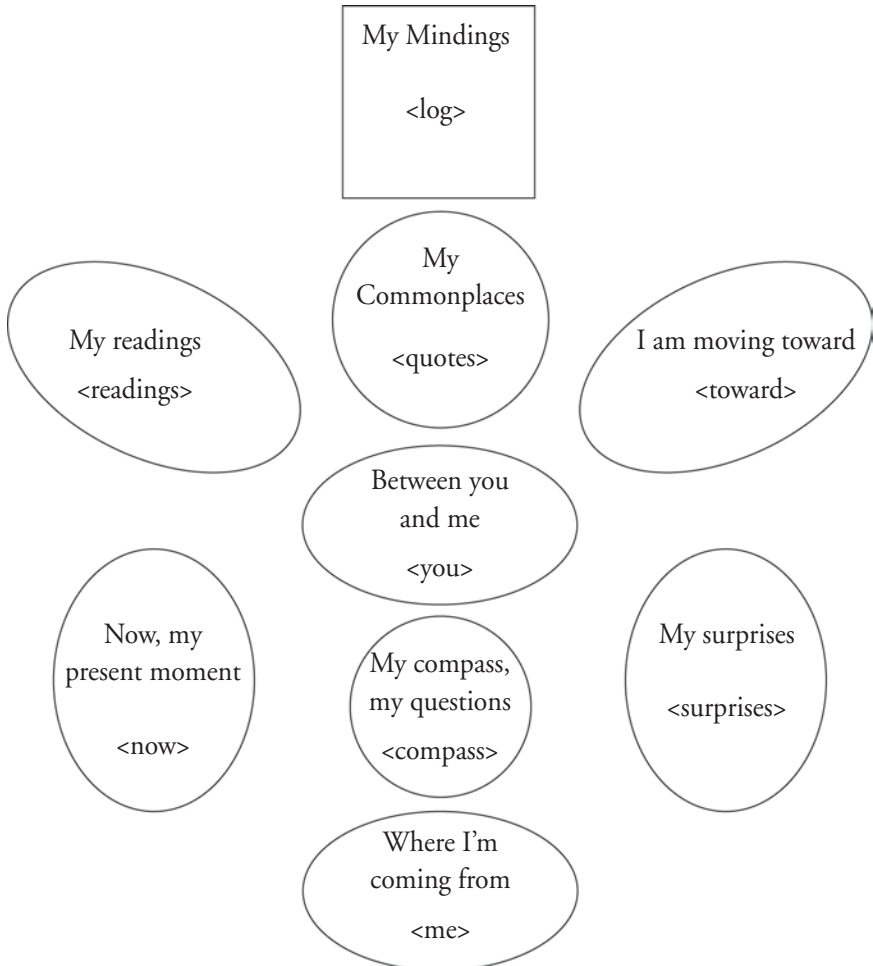 My Mindings
<log>
My
Commonplaces
<quotes>
My readings
<readings>
I am moving toward
<toward>
Between you
and me
<you>
Now, my
present moment
<now>
My compass,
my questions
<compass>
My surprises
<surprises>
Where I'm
coming from
<me>